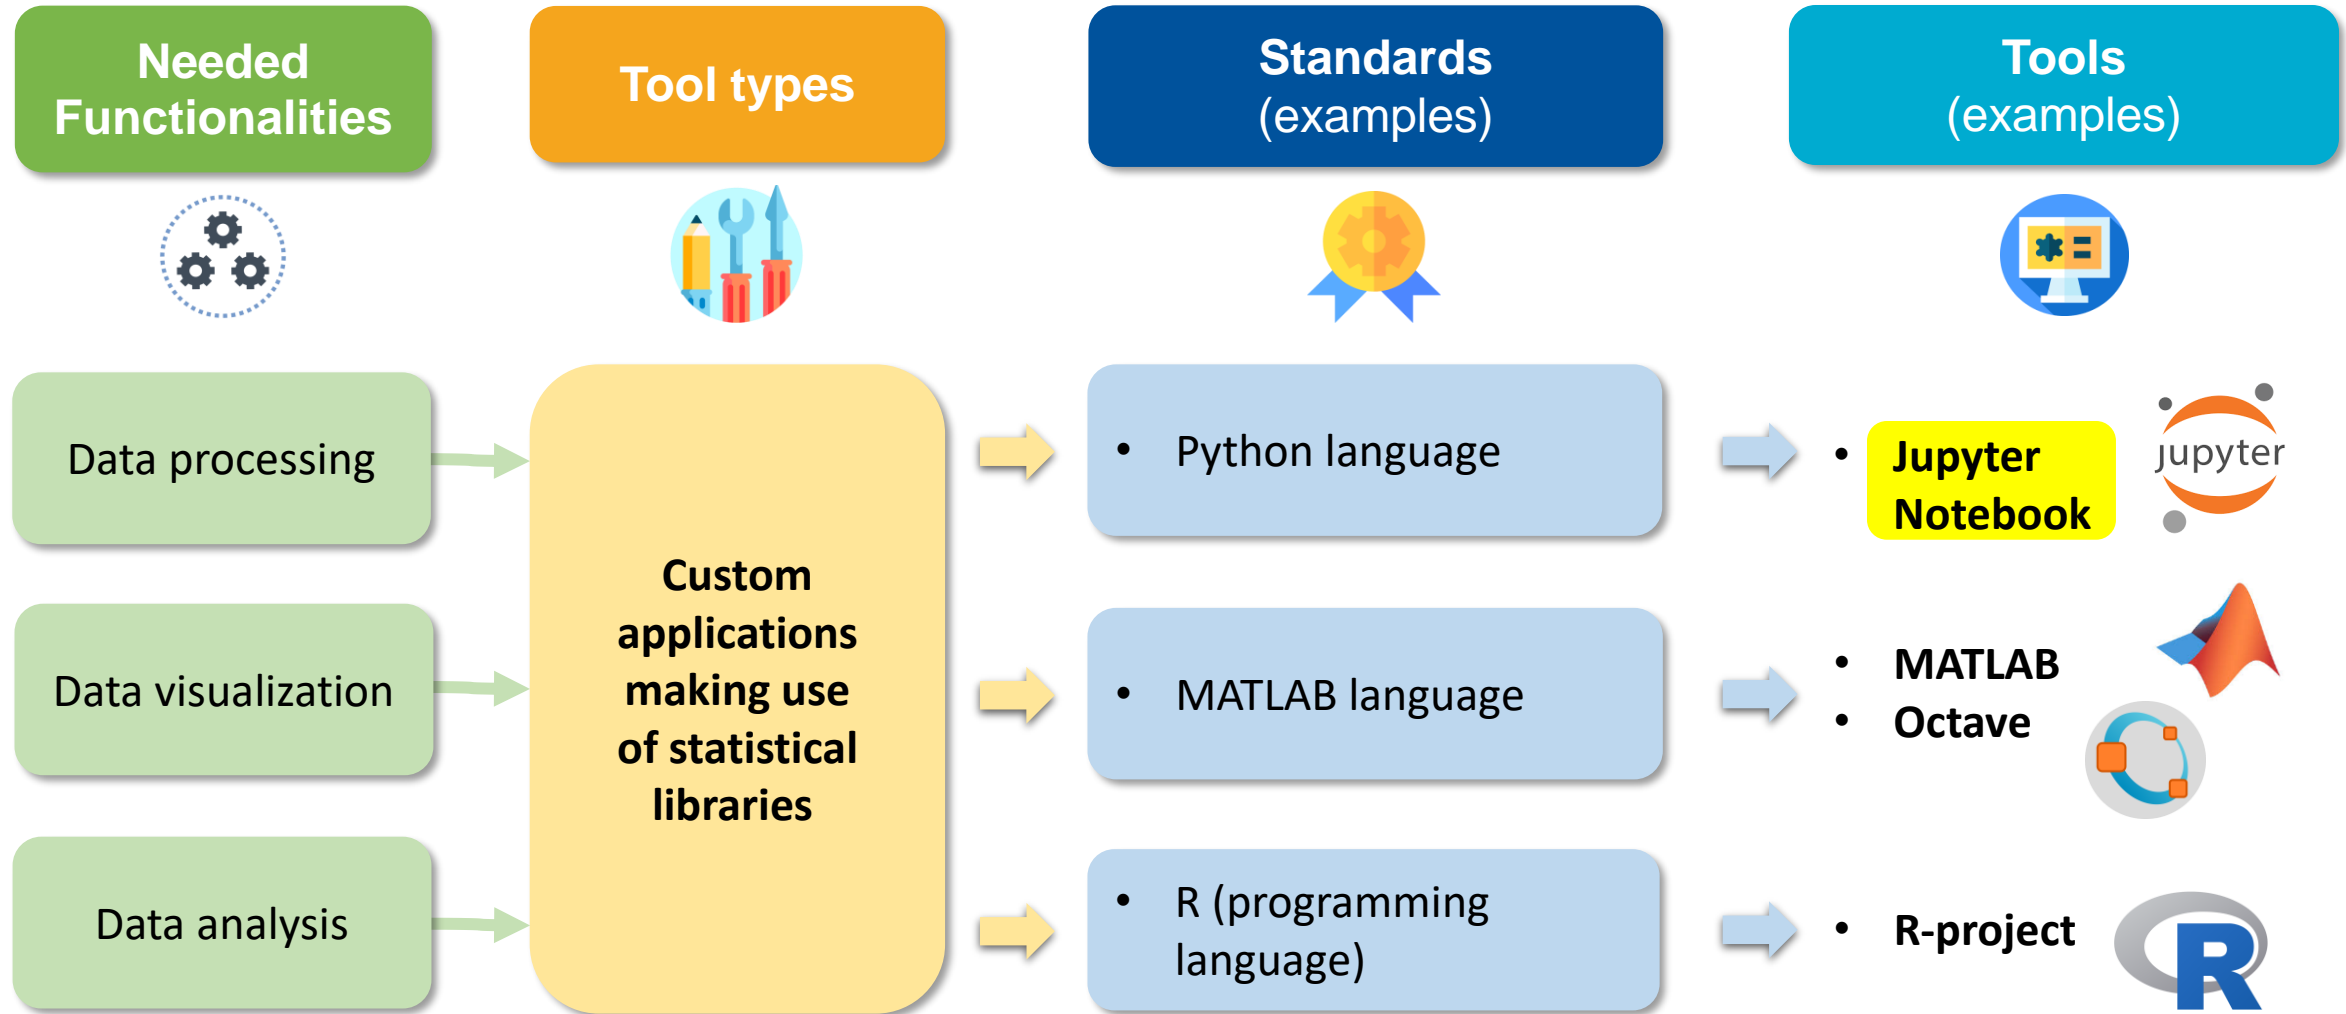 Needed
Functionalities
Tool types
Standards
(examples)
Tools
(examples)
Data processing
Data visualization
Data analysis
Custom
applications
making use
of statistical
libraries
• Python language
• MATLAB language
• R (programming
language)
• Jupyter
Notebook
jupyter
• MATLAB
• Octave
• R-project
R